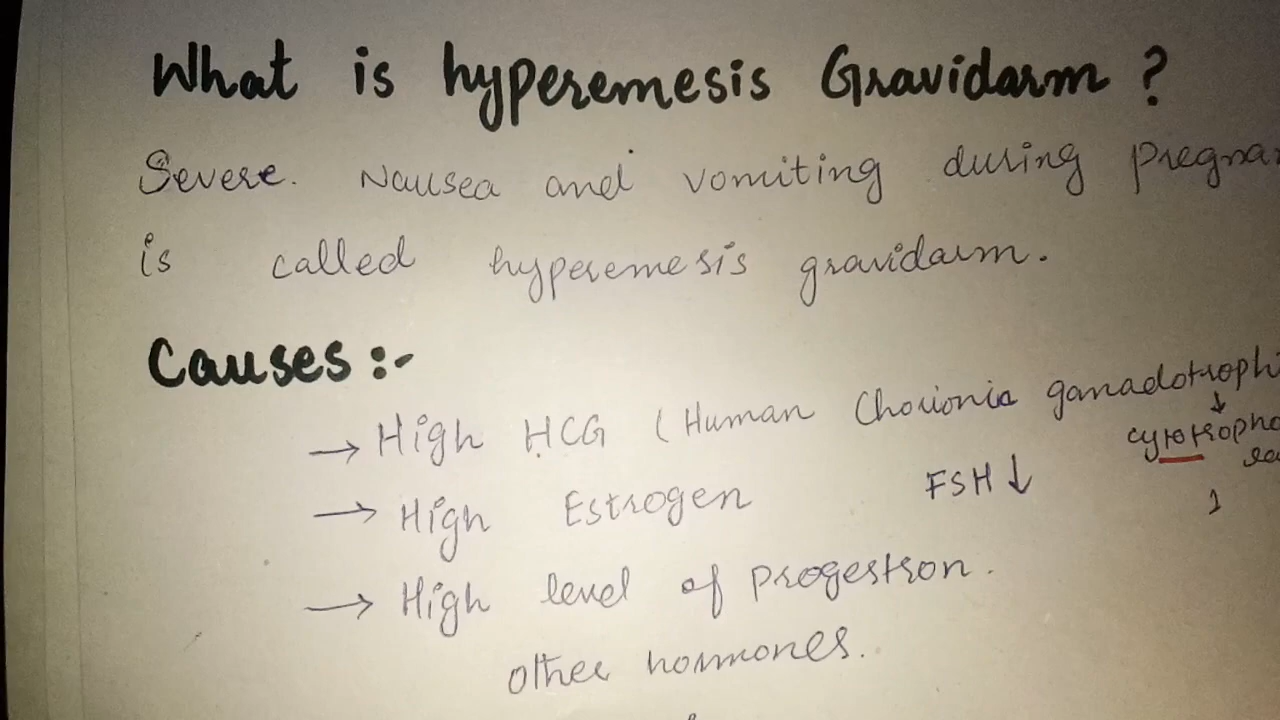 What is hyperemesis Gravidarm ?
Severe. Nausea and vomiting during pregna
is called hyperemesis gravidarm.
Causes :-
→ High HCG (Human Chorionic ganadotroph
↓
cytotropho
→ High Estrogen FSH ↓
→ High level of progestron.
other hormones.